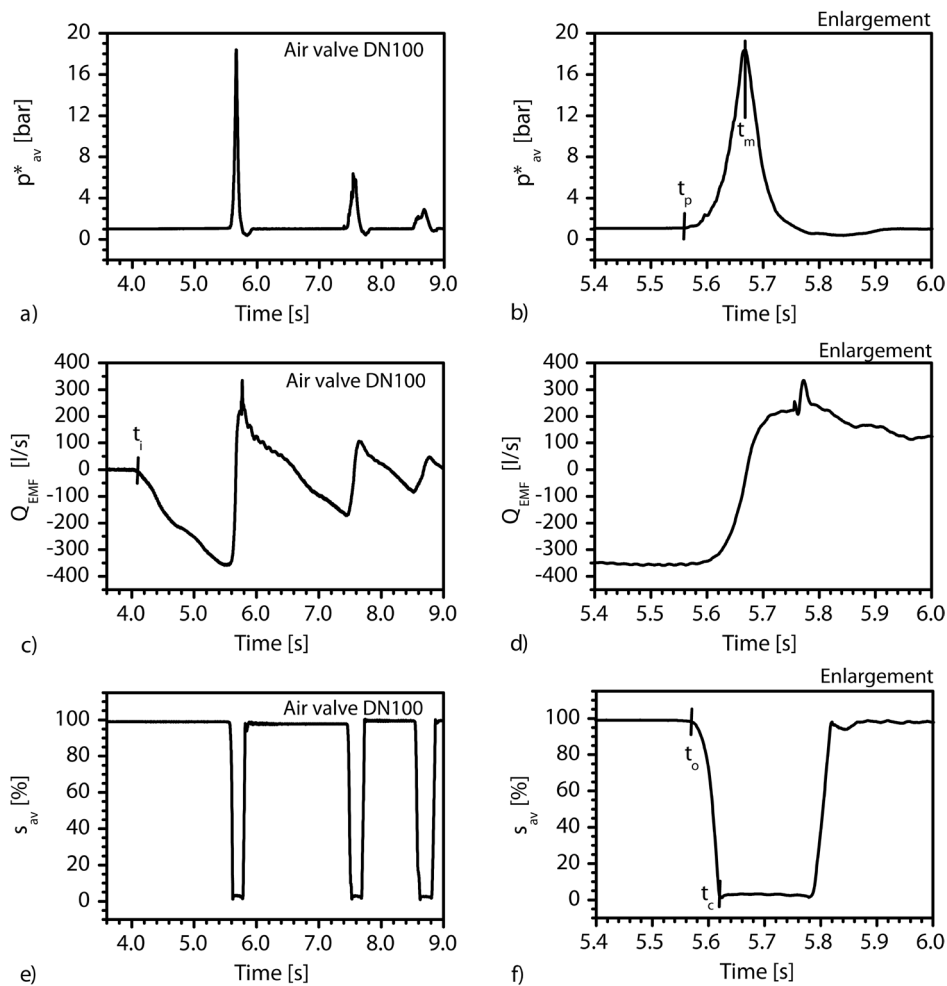 Enlargement
20
16
12
8
4
0
p*av [bar]
Air valve DN100
4.0 5.0 6.0 7.0 8.0 9.0
Time [s]
a)
20
16
12
8
4
0
p*av [bar]
tp
tm
5.4 5.5 5.6 5.7 5.8 5.9 6.0
Time [s]
b)
Enlargement
400
300
200
100
0
-100
-200
-300
-400
QEMF [l/s]
Air valve DN100
ti
4.0 5.0 6.0 7.0 8.0 9.0
Time [s]
c)
400
300
200
100
0
-100
-200
-300
-400
QEMF [l/s]
5.4 5.5 5.6 5.7 5.8 5.9 6.0
Time [s]
d)
Enlargement
100
80
60
40
20
0
sav [%]
Air valve DN100
4.0 5.0 6.0 7.0 8.0 9.0
Time [s]
e)
100
80
60
40
20
0
sav [%]
to
tc
5.4 5.5 5.6 5.7 5.8 5.9 6.0
Time [s]
f)